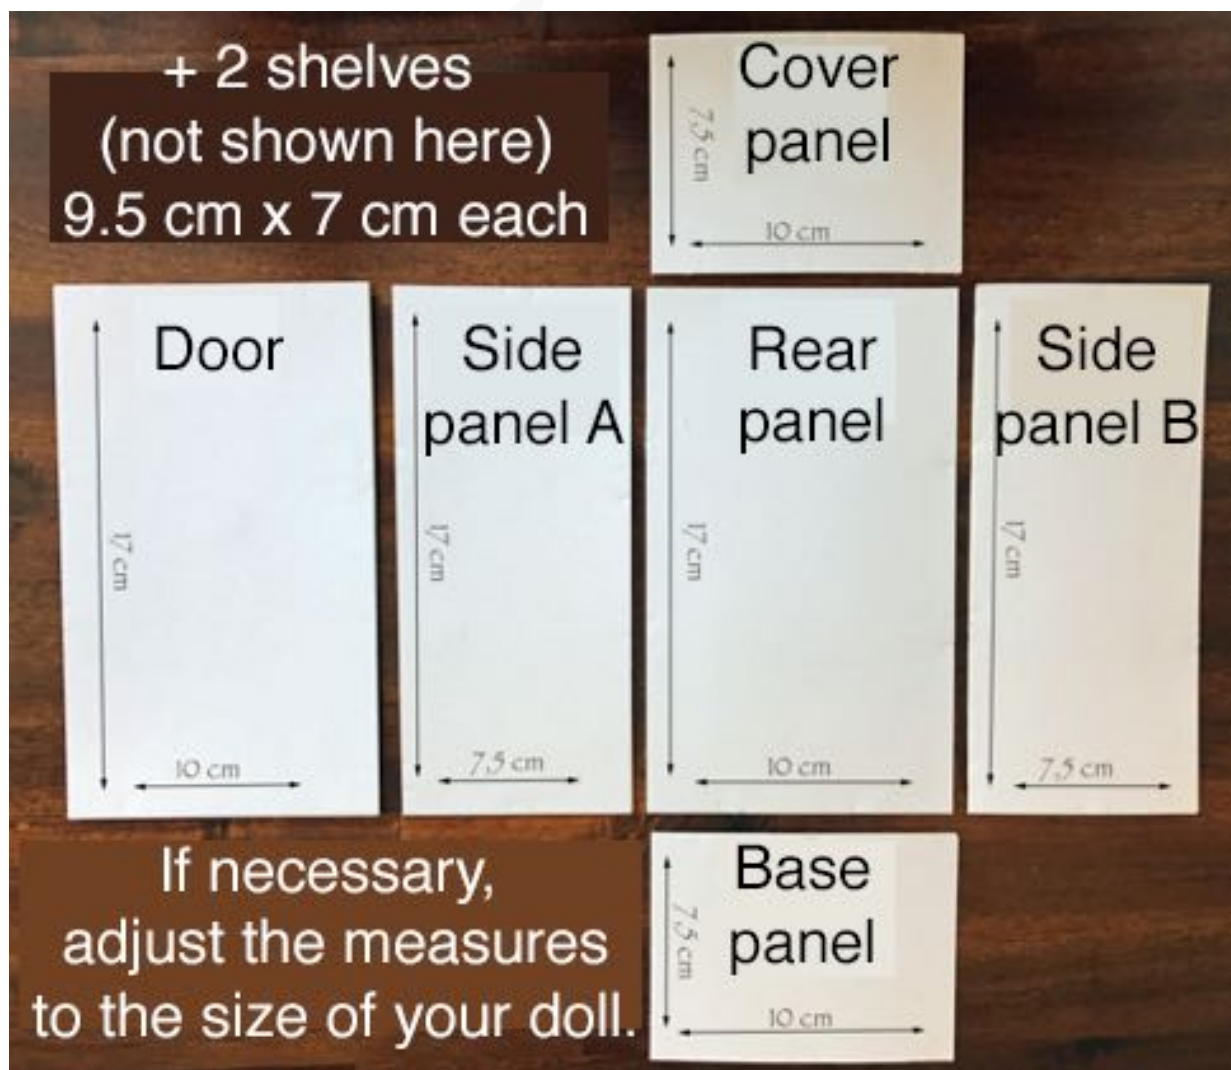 + 2 shelves
(not shown here)
9.5 cm x 7 cm each
Cover
panel
7,5 cm
10 cm
Door
17 cm
10 cm
Side
panel A
17 cm
7,5 cm
Rear
panel
17 cm
10 cm
Side
panel B
17 cm
7,5 cm
If necessary,
adjust the measures
to the size of your doll.
Base
panel
7,5 cm
10 cm